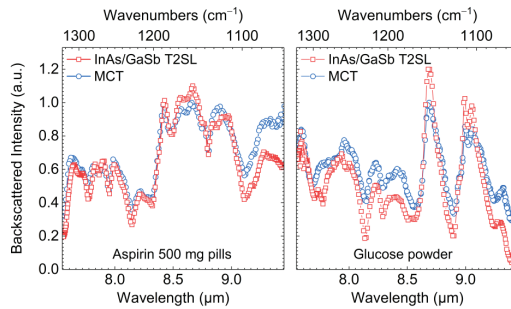 Wavenumbers (cm⁻¹) Wavenumbers (cm⁻¹)
1300 1200 1100 1300 1200 1100
InAs/GaSb T2SL InAs/GaSb T2SL
MCT MCT
Backscattered Intensity (a.u.)
1.2
1.0
0.8
0.6
0.4
0.2
0.0
Aspirin 500 mg pills Glucose powder
8.0 8.5 9.0 8.0 8.5 9.0
Wavelength (μm) Wavelength (μm)